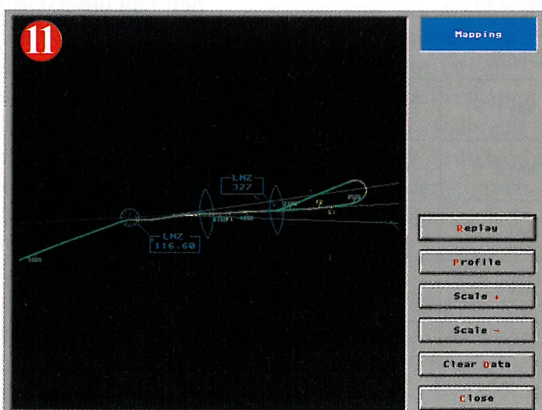 11
Mapping
LNZ
327
LNZ
116.60
Replay
Profile
Scale +
Scale -
Clear Data
Close